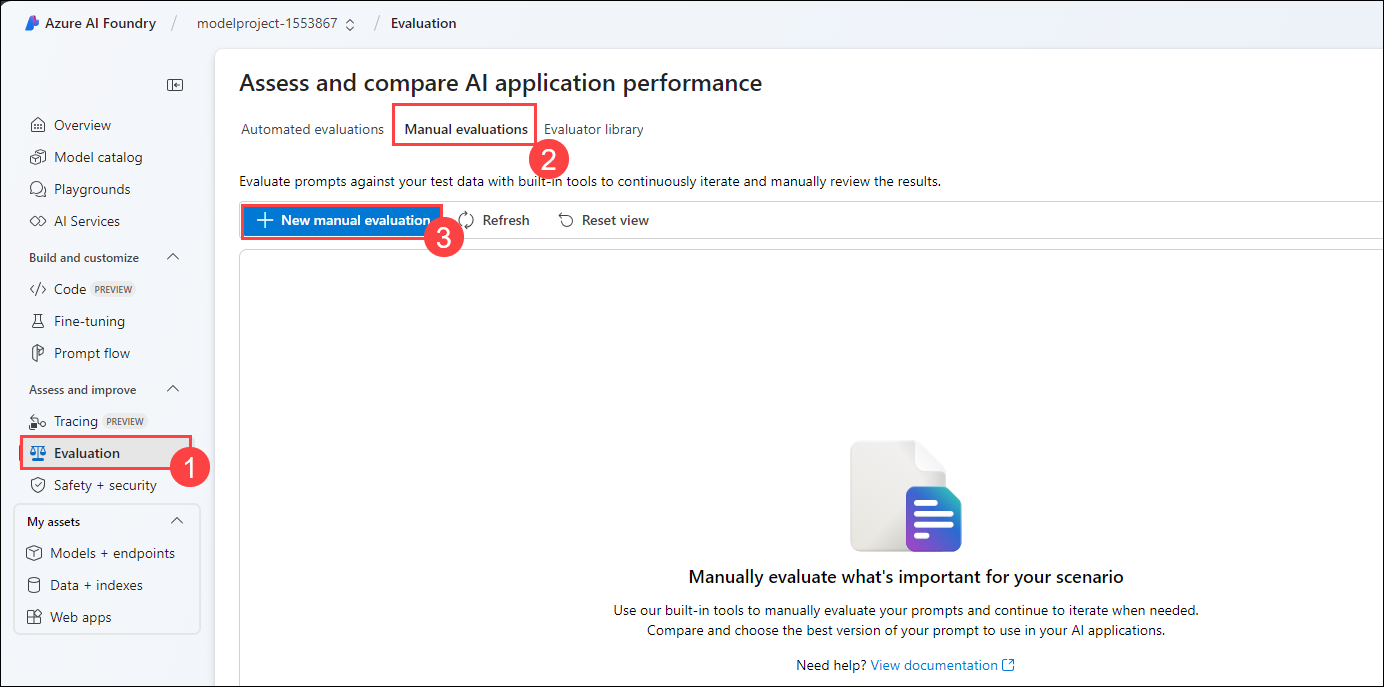 Azure AI Foundry / modelproject-1553867 / Evaluation
Assess and compare AI application performance
Automated evaluations Manual evaluations Evaluator library
2
Evaluate prompts against your test data with built-in tools to continuously iterate and manually review the results.
New manual evaluation Refresh Reset view
3
Overview
Model catalog
Playgrounds
AI Services
Build and customize
Code PREVIEW
Fine-tuning
Prompt flow
Assess and improve
Tracing PREVIEW
Evaluation
1
Safety + security
My assets
Models + endpoints
Data + indexes
Web apps
Manually evaluate what's important for your scenario
Use our built-in tools to manually evaluate your prompts and continue to iterate when needed.
Compare and choose the best version of your prompt to use in your AI applications.
Need help? View documentation